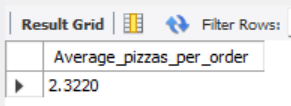 Result Grid Filter Rows:
Average_pizzas_per_order
2.3220